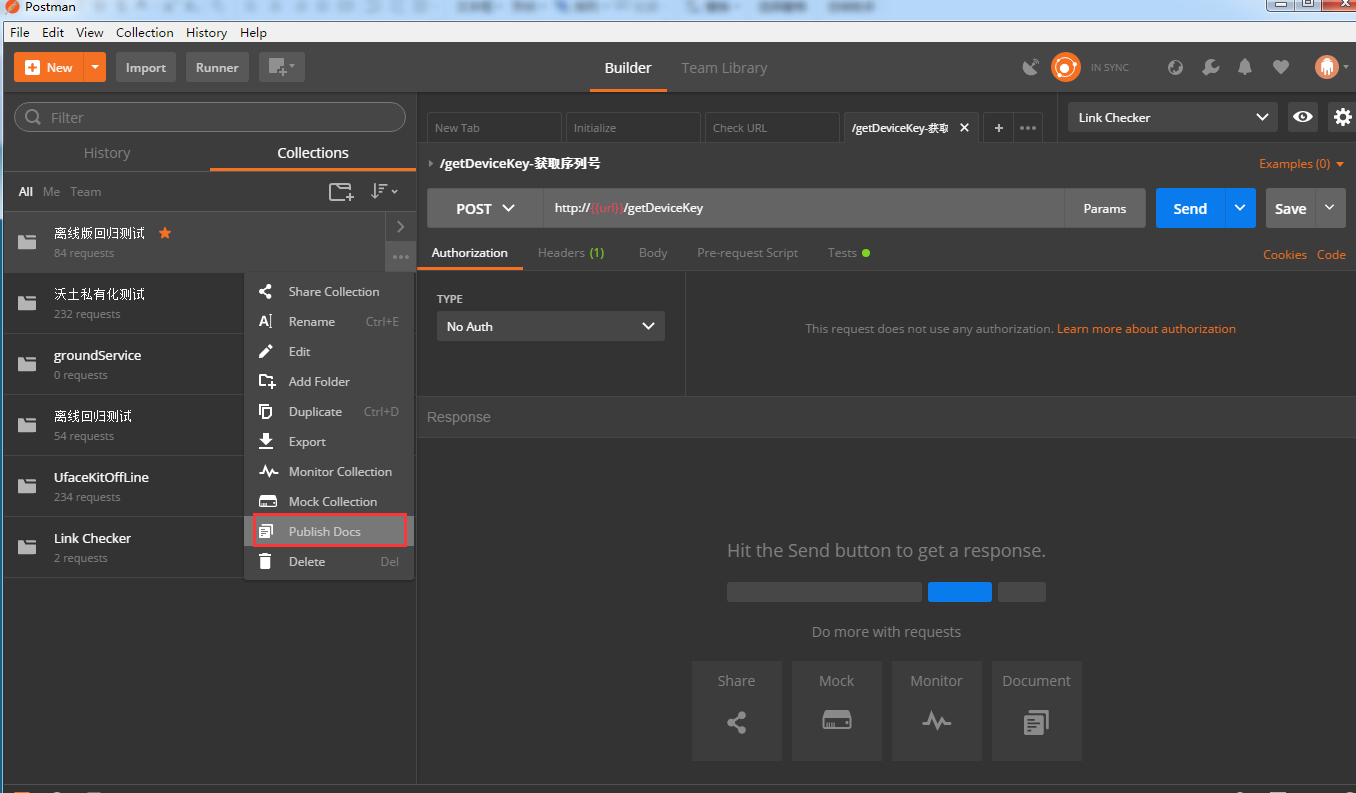 Postman
File Edit View Collection History Help
New Import Runner Builder Team Library IN SYNC
Filter
History Collections
All Me Team
离线版回归测试
84 requests
沃土私有化测试
232 requests
groundService
0 requests
离线回归测试
54 requests
UfaceKitOffLine
234 requests
Link Checker
2 requests
Share Collection
Rename Ctrl+E
Edit
Add Folder
Duplicate Ctrl+D
Export
Monitor Collection
Mock Collection
Publish Docs
Delete Del
New Tab Initialize Check URL /getDeviceKey-获取 Link Checker
/getDeviceKey-获取序列号 Examples (0)
POST http://{{url}}/getDeviceKey Params Send Save
Authorization Headers (1) Body Pre-request Script Tests Cookies Code
TYPE
No Auth
This request does not use any authorization. Learn more about authorization
Response
Hit the Send button to get a response.
Do more with requests
Share Mock Monitor Document